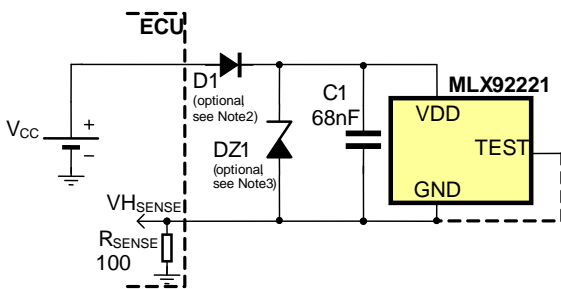 ECU
D1
(optional,
see Note2)
C1
68nF
MLX92221
VDD
TEST
GND
VCC
+
–
DZ1
(optional,
see Note3)
VHSENSE
RSENSE
100